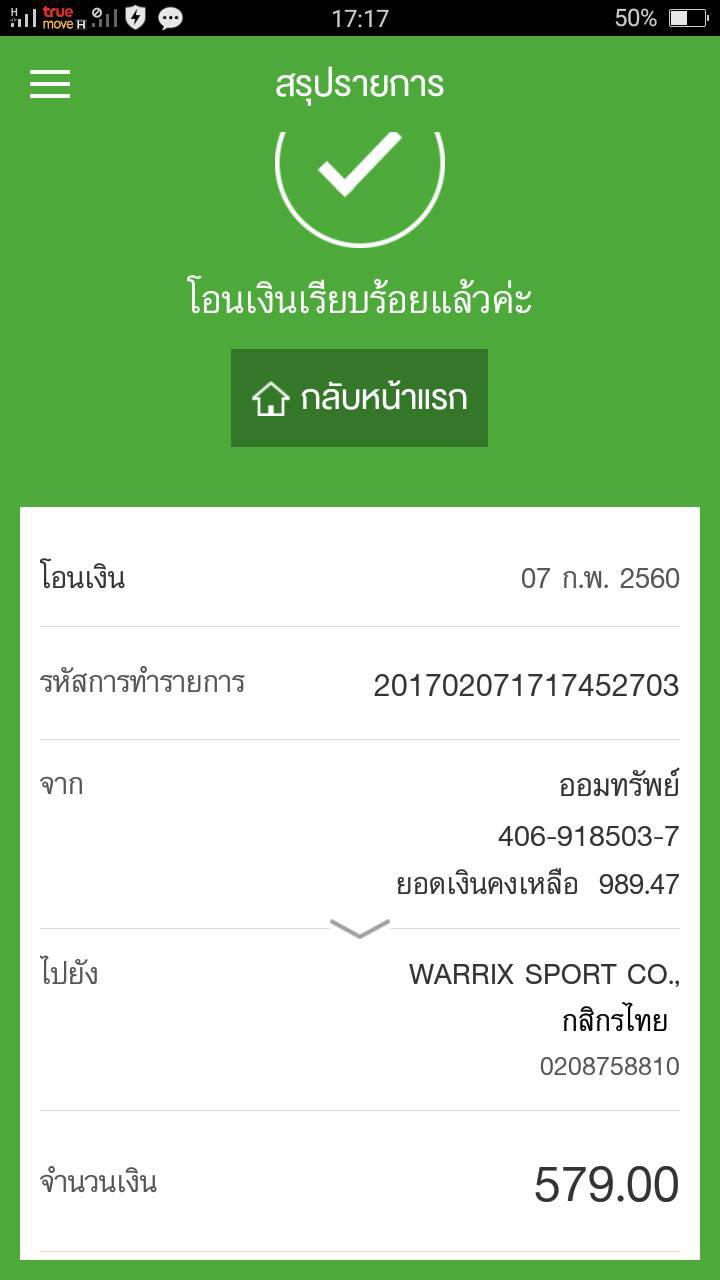 H true move H 17:17 50%
สรุปรายการ
โอนเงินเรียบร้อยแล้วค่ะ
กลับหน้าแรก
โอนเงิน 07 ก.พ. 2560
รหัสการทำรายการ 201702071717452703
จาก ออมทรัพย์
406-918503-7
ยอดเงินคงเหลือ 989.47
ไปยัง WARRIX SPORT CO.,
กสิกรไทย
0208758810
จำนวนเงิน 579.00